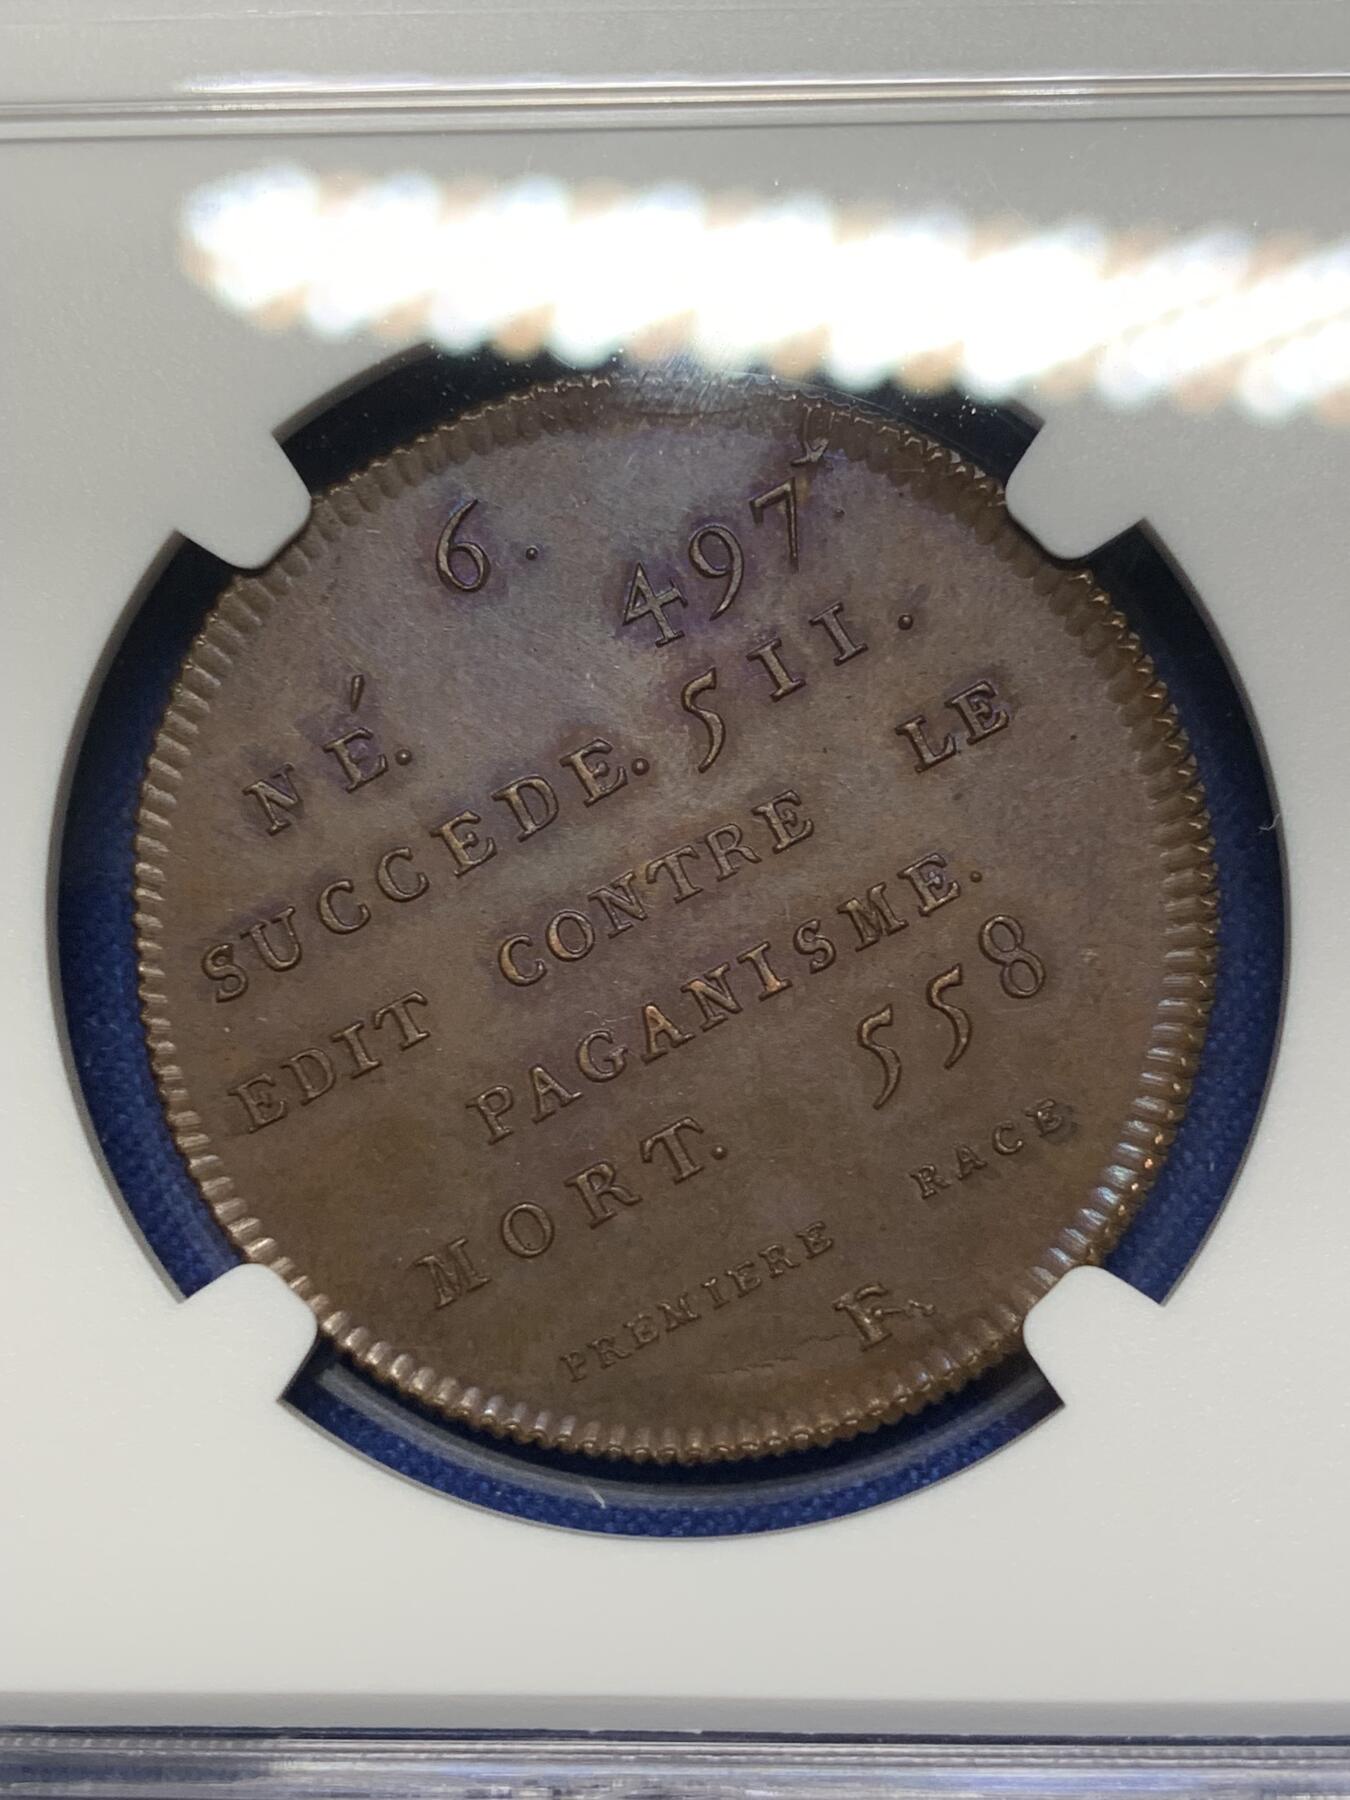 6.
NÉ. 497.
SUCCEDE. 511.
EDIT CONTRE LE
PAGANISME.
MORT. 558
PREMIERE RACE
F.